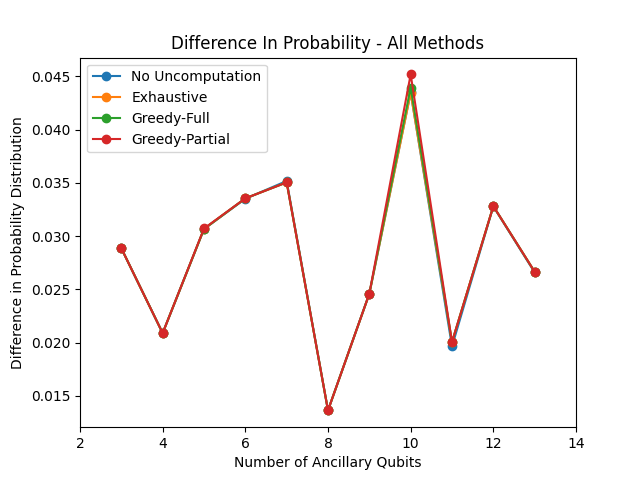 Difference In Probability - All Methods
No Uncomputation
Exhaustive
Greedy-Full
Greedy-Partial
Difference in Probability Distribution
0.045
0.040
0.035
0.030
0.025
0.020
0.015
2 4 6 8 10 12 14
Number of Ancillary Qubits